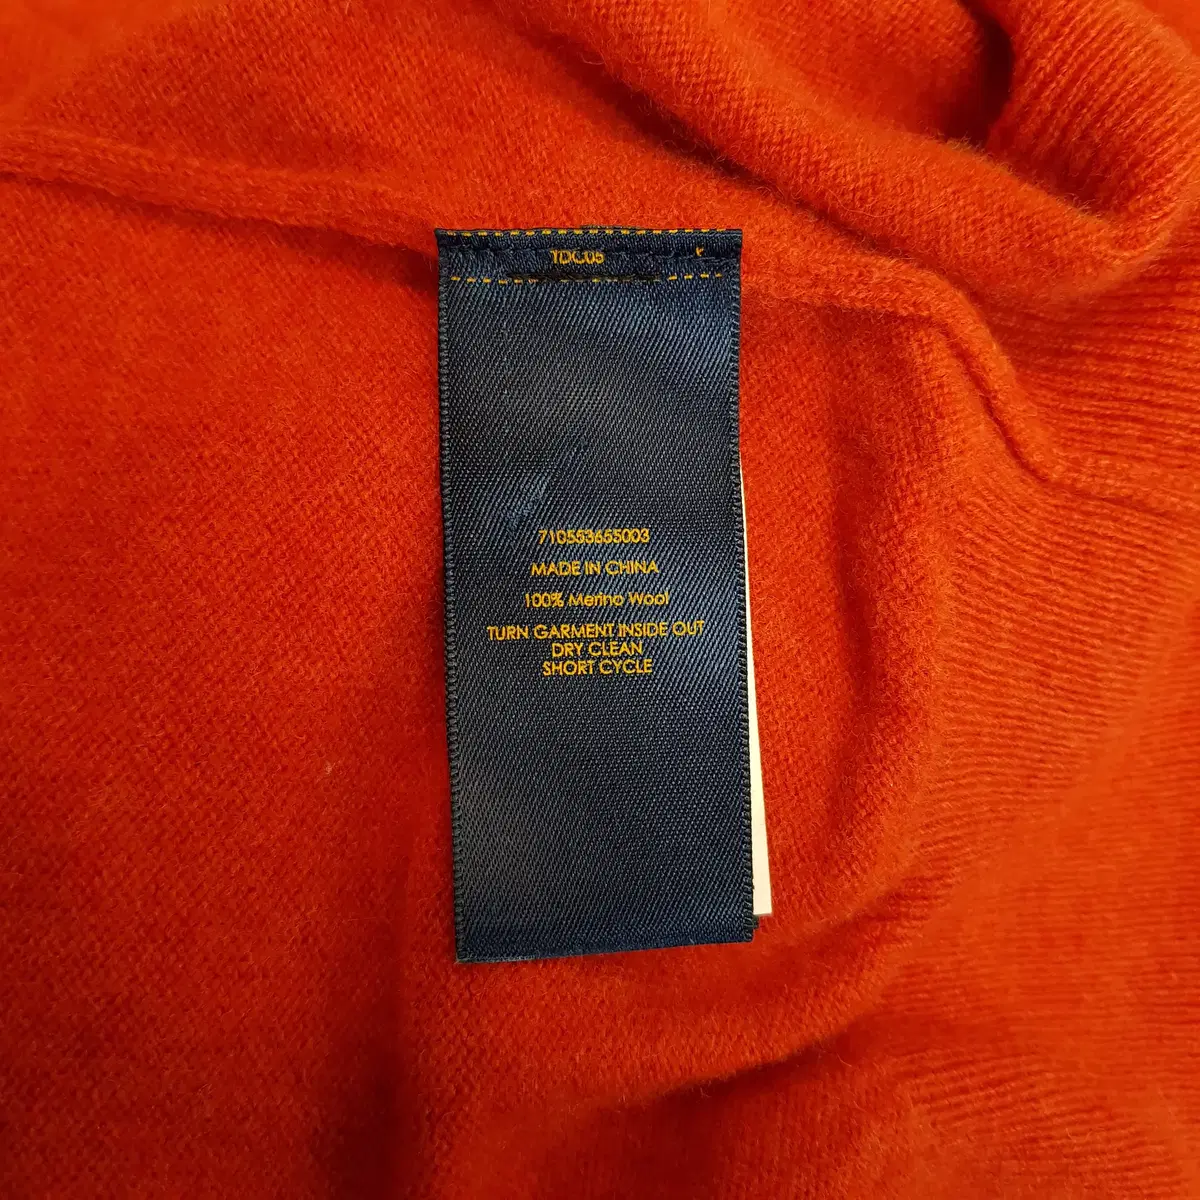 710553655003
MADE IN CHINA
100% Merino Wool
TURN GARMENT INSIDE OUT
DRY CLEAN
SHORT CYCLE